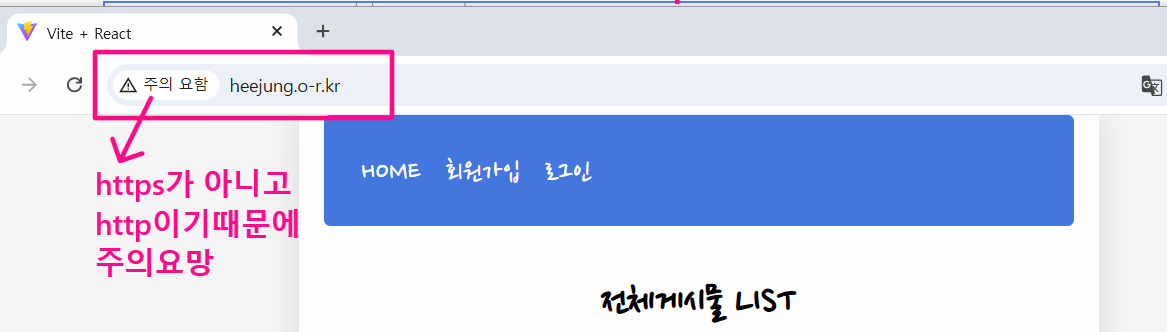 Vite + React
주의 요함 heejung.o-r.kr
HOME 회원가입 로그인
https가 아니고
http이기때문에
주의요망
전체게시물 LIST